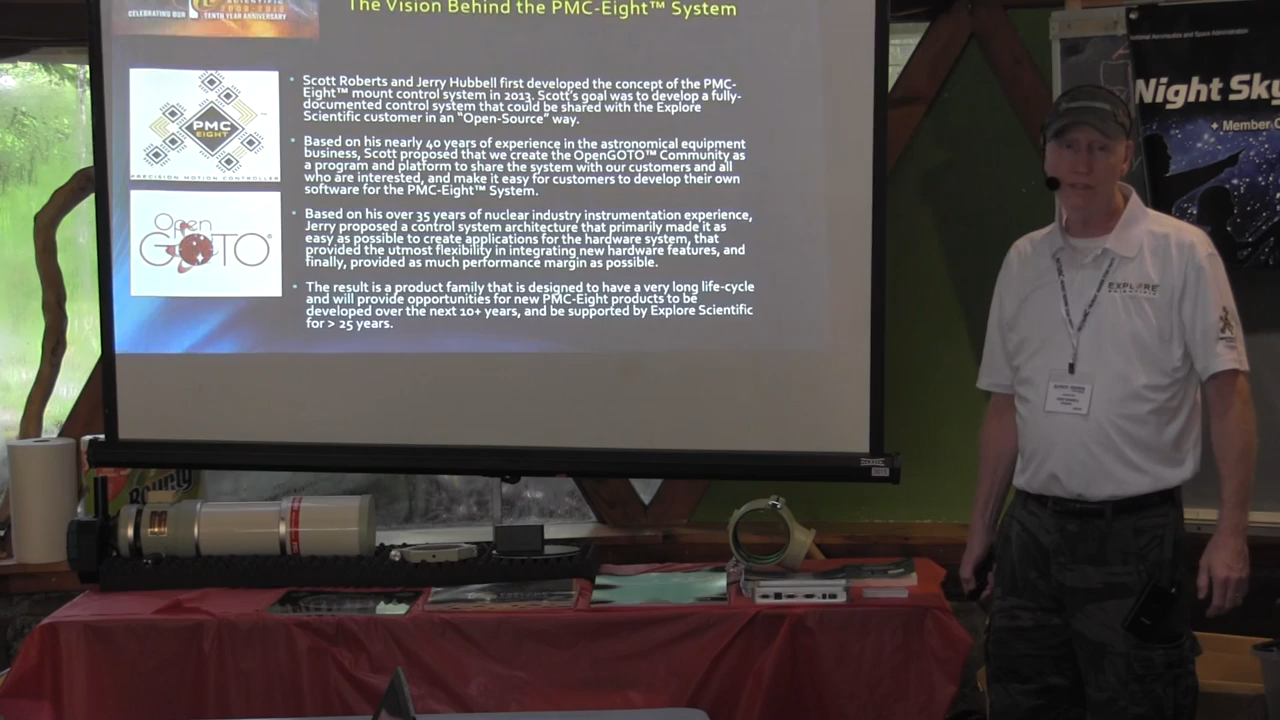 CELEBRATING OUR
SCIENTIFIC
TENTH YEAR ANNIVERSARY
The Vision Behind the PMC-Eight™ System
PMC
EIGHT
PRECISION MOTION CONTROLLER
Open
GOTO
• Scott Roberts and Jerry Hubbell first developed the concept of the PMC-
Eight™ mount control system in 2013. Scott's goal was to develop a fully-
documented control system that could be shared with the Explore
Scientific customer in an "Open-Source" way.
• Based on his nearly 40 years of experience in the astronomical equipment
business, Scott proposed that we create the OpenGOTO™ Community as
a program and platform to share the system with our customers and all
who are interested, and make it easy for customers to develop their own
software for the PMC-Eight™ System.
• Based on his over 35 years of nuclear industry instrumentation experience,
Jerry proposed a control system architecture that primarily made it as
easy as possible to create applications for the hardware system, that
provided the utmost flexibility in integrating new hardware features, and
finally, provided as much performance margin as possible.
• The result is a product family that is designed to have a very long life-cycle
and will provide opportunities for new PMC-Eight products to be
developed over the next 10+ years, and be supported by Explore Scientific
for > 25 years.
National Aeronautics and Space Administration
Night Sky
Member
EXPLORE
SCIENTIFIC
Bounty